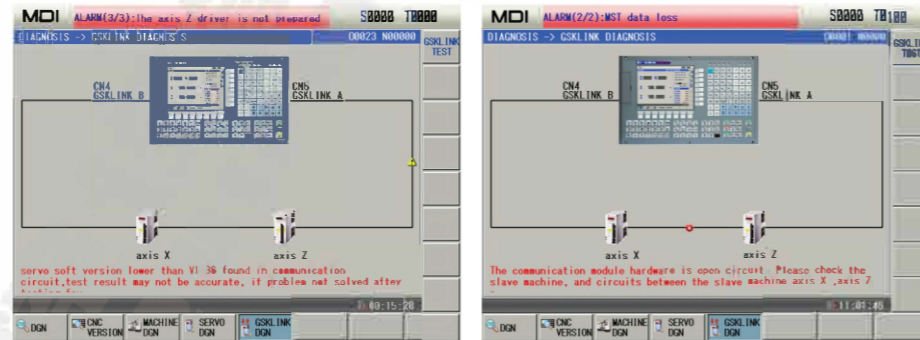 MDI ALARM(3/3):The axis Z driver is not prepared S0000 T0000
DIAGNOSIS -> GSKLINK DIAGNOSIS O0023 N00000
GSKLINK
TEST
CN4
GSKLINK B
CN5
GSKLINK A
axis X
axis Z
servo soft version lower than V1.36 found in communication
circuit,test result may not be accurate, if problem not solved after
00:15:28
DGN
CNC
VERSION
MACHINE
DGN
SERVO
DGN
GSKLINK
DGN
MDI ALARM(2/2):MST data loss S0000 T0100
DIAGNOSIS -> GSKLINK DIAGNOSIS
GSKLINK
TEST
CN4
GSKLINK B
CN5
GSKLINK A
axis X
axis Z
The communication module hardware is open circuit. Please check the
slave machine, and circuits between the slave machine axis X ,axis Z
11:01:46
DGN
CNC
VERSION
MACHINE
DGN
SERVO
DGN
GSKLINK
DGN